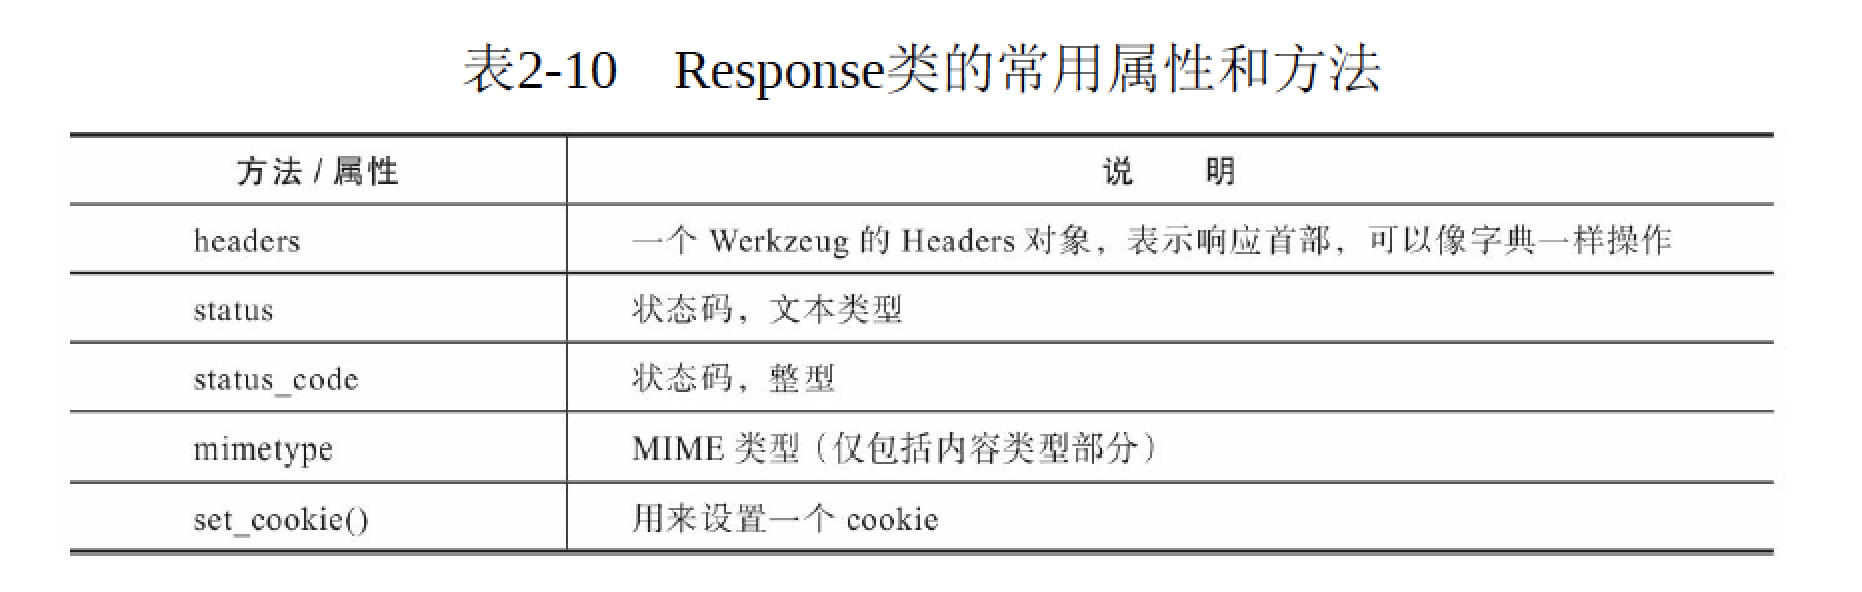 表2-10　Response类的常用属性和方法
方法/属性　说　明
headers　一个 Werkzeug 的 Headers 对象，表示响应首部，可以像字典一样操作
status　状态码，文本类型
status_code　状态码，整型
mimetype　MIME 类型（仅包括内容类型部分）
set_cookie()　用来设置一个 cookie